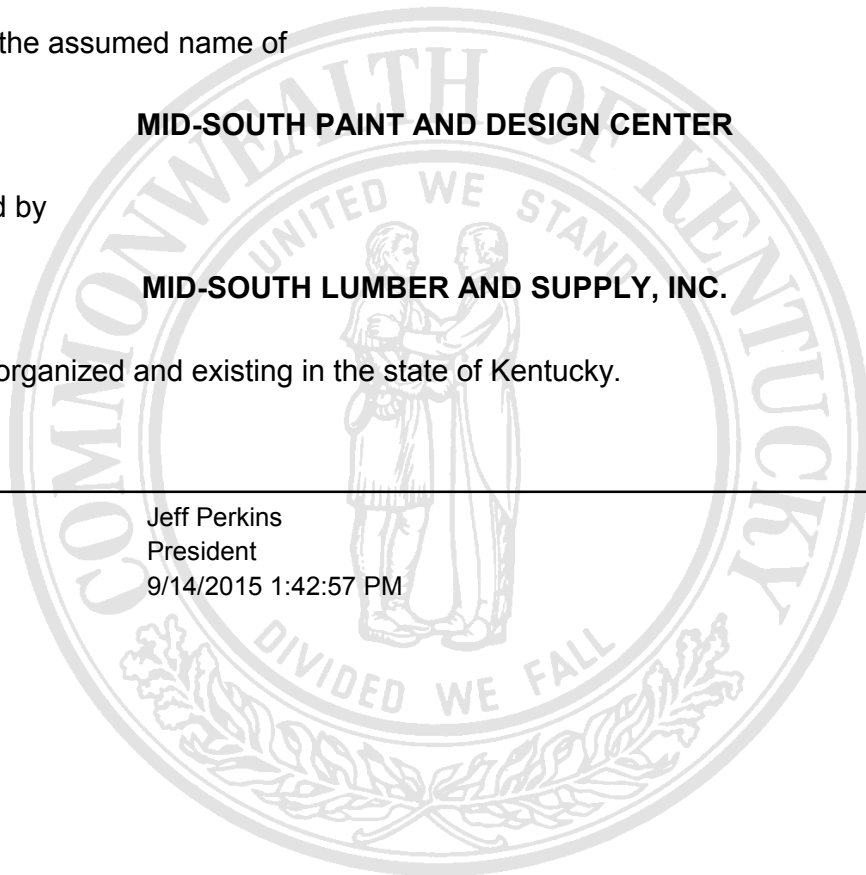 the assumed name of
MID-SOUTH PAINT AND DESIGN CENTER
d by
MID-SOUTH LUMBER AND SUPPLY, INC.
organized and existing in the state of Kentucky.
Jeff Perkins
President
9/14/2015 1:42:57 PM
COMMONWEALTH OF KENTUCKY
UNITED WE STAND
DIVIDED WE FALL